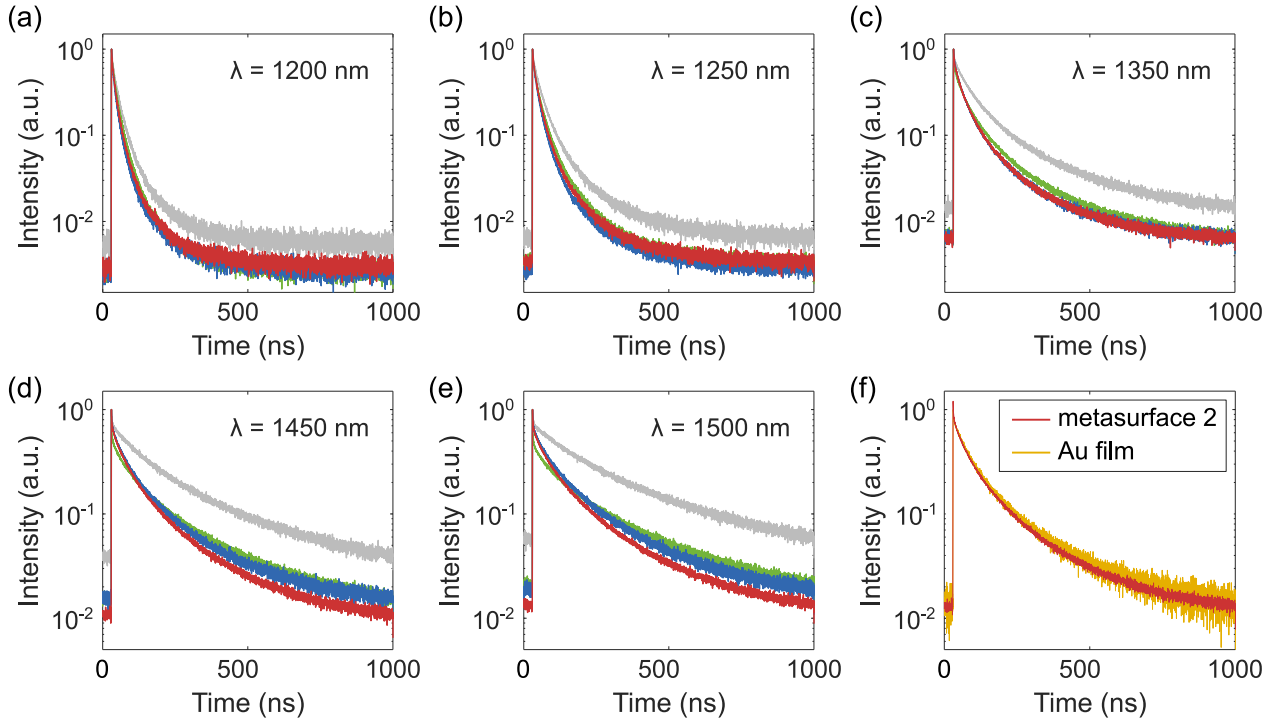 (a)
λ = 1200 nm
Intensity (a.u.)
10⁰
10⁻¹
10⁻²
0
500
1000
Time (ns)
(b)
λ = 1250 nm
Intensity (a.u.)
10⁰
10⁻¹
10⁻²
0
500
1000
Time (ns)
(c)
λ = 1350 nm
Intensity (a.u.)
10⁰
10⁻¹
10⁻²
0
500
1000
Time (ns)
(d)
λ = 1450 nm
Intensity (a.u.)
10⁰
10⁻¹
10⁻²
0
500
1000
Time (ns)
(e)
λ = 1500 nm
Intensity (a.u.)
10⁰
10⁻¹
10⁻²
0
500
1000
Time (ns)
(f)
metasurface 2
Au film
Intensity (a.u.)
10⁰
10⁻¹
10⁻²
0
500
1000
Time (ns)